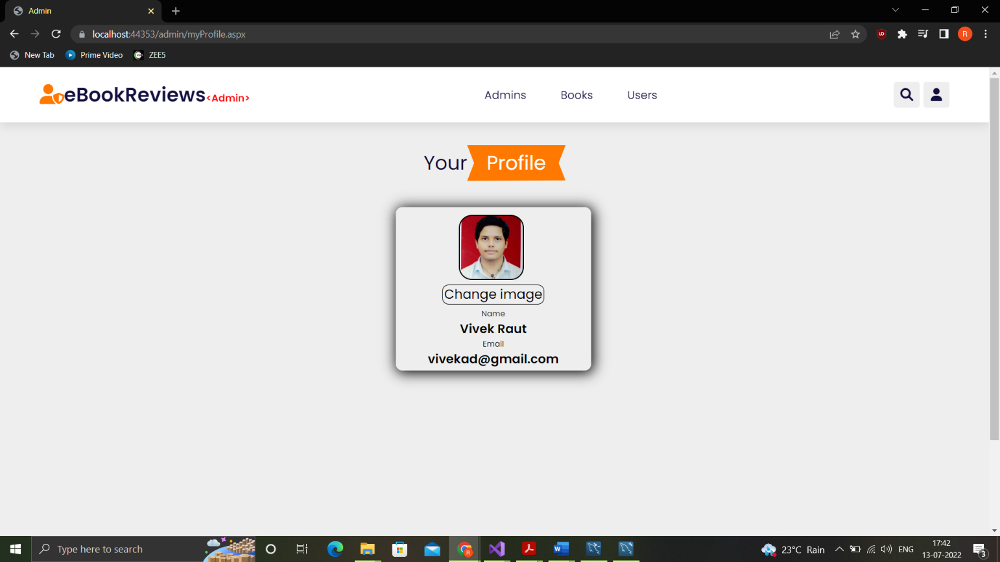 Admin
localhost:44353/admin/myProfile.aspx
R
New Tab
Prime Video
ZEE5
eBookReviews<Admin>
Admins
Books
Users
Your Profile
Change image
Name
Vivek Raut
Email
vivekad@gmail.com
Type here to search
23°C Rain
ENG
17:42
13-07-2022
3